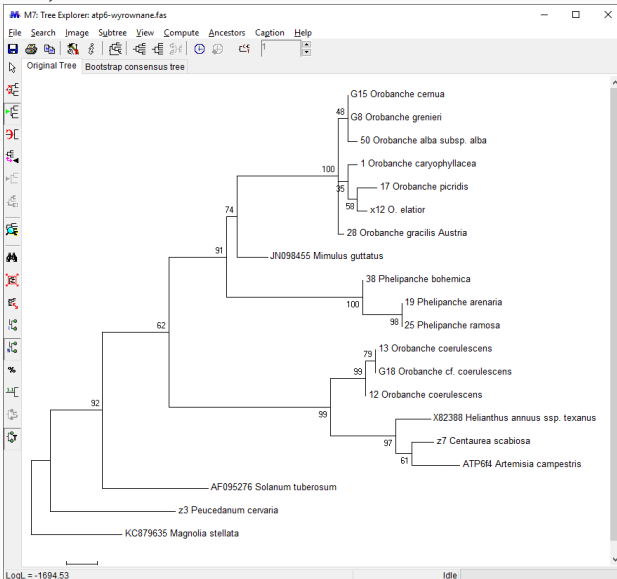 M7: Tree Explorer: atp6-wyrownane.fas
File Search Image Subtree View Compute Ancestors Caption Help
1
Original Tree Bootstrap consensus tree
G15 Orobanche cernua
48
G8 Orobanche grenieri
50 Orobanche alba subsp. alba
100
1 Orobanche caryophyllacea
35
17 Orobanche picridis
58
x12 O. elatior
74
28 Orobanche gracilis Austria
91
JN098455 Mimulus guttatus
38 Phelipanche bohemica
100
19 Phelipanche arenaria
98
25 Phelipanche ramosa
62
13 Orobanche coerulescens
79
G18 Orobanche cf. coerulescens
99
12 Orobanche coerulescens
92
99
X82388 Helianthus annuus ssp. texanus
97
z7 Centaurea scabiosa
61
ATP6f4 Artemisia campestris
AF095276 Solanum tuberosum
z3 Peucedanum cervaria
KC879635 Magnolia stellata
LogL = -1694.53 Idle